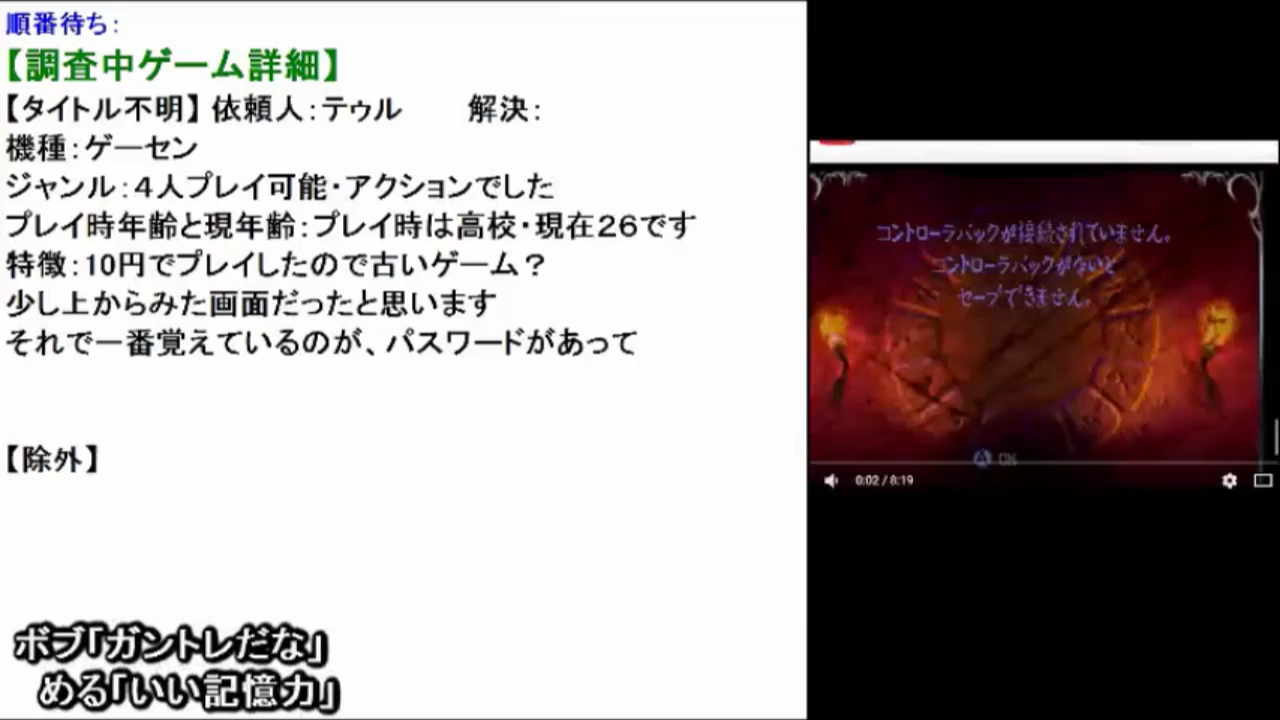 順番待ち：
【調査中ゲーム詳細】
【タイトル不明】依頼人：テゥル　　解決：
機種：ゲーセン
ジャンル：４人プレイ可能・アクションでした
プレイ時年齢と現年齢：プレイ時は高校・現在２６です
特徴：10円でプレイしたので古いゲーム？
少し上からみた画面だったと思います
それで一番覚えているのが、パスワードがあって
【除外】
ボブ「ガントレだな」
める「いい記憶力」
コントローラパックが接続されていません。
コントローラパックがないと
セーブできません。
A OK
0:02 / 8:19